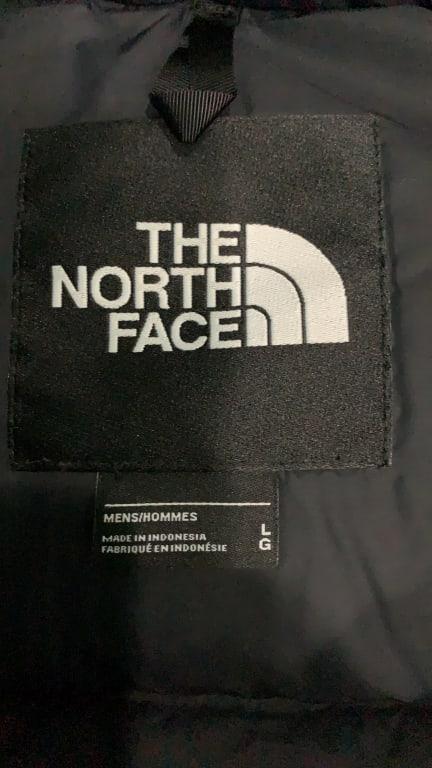 THE
NORTH
FACE
MENS/HOMMES
MADE IN INDONESIA
FABRIQUÉ EN INDONÉSIE
L
G